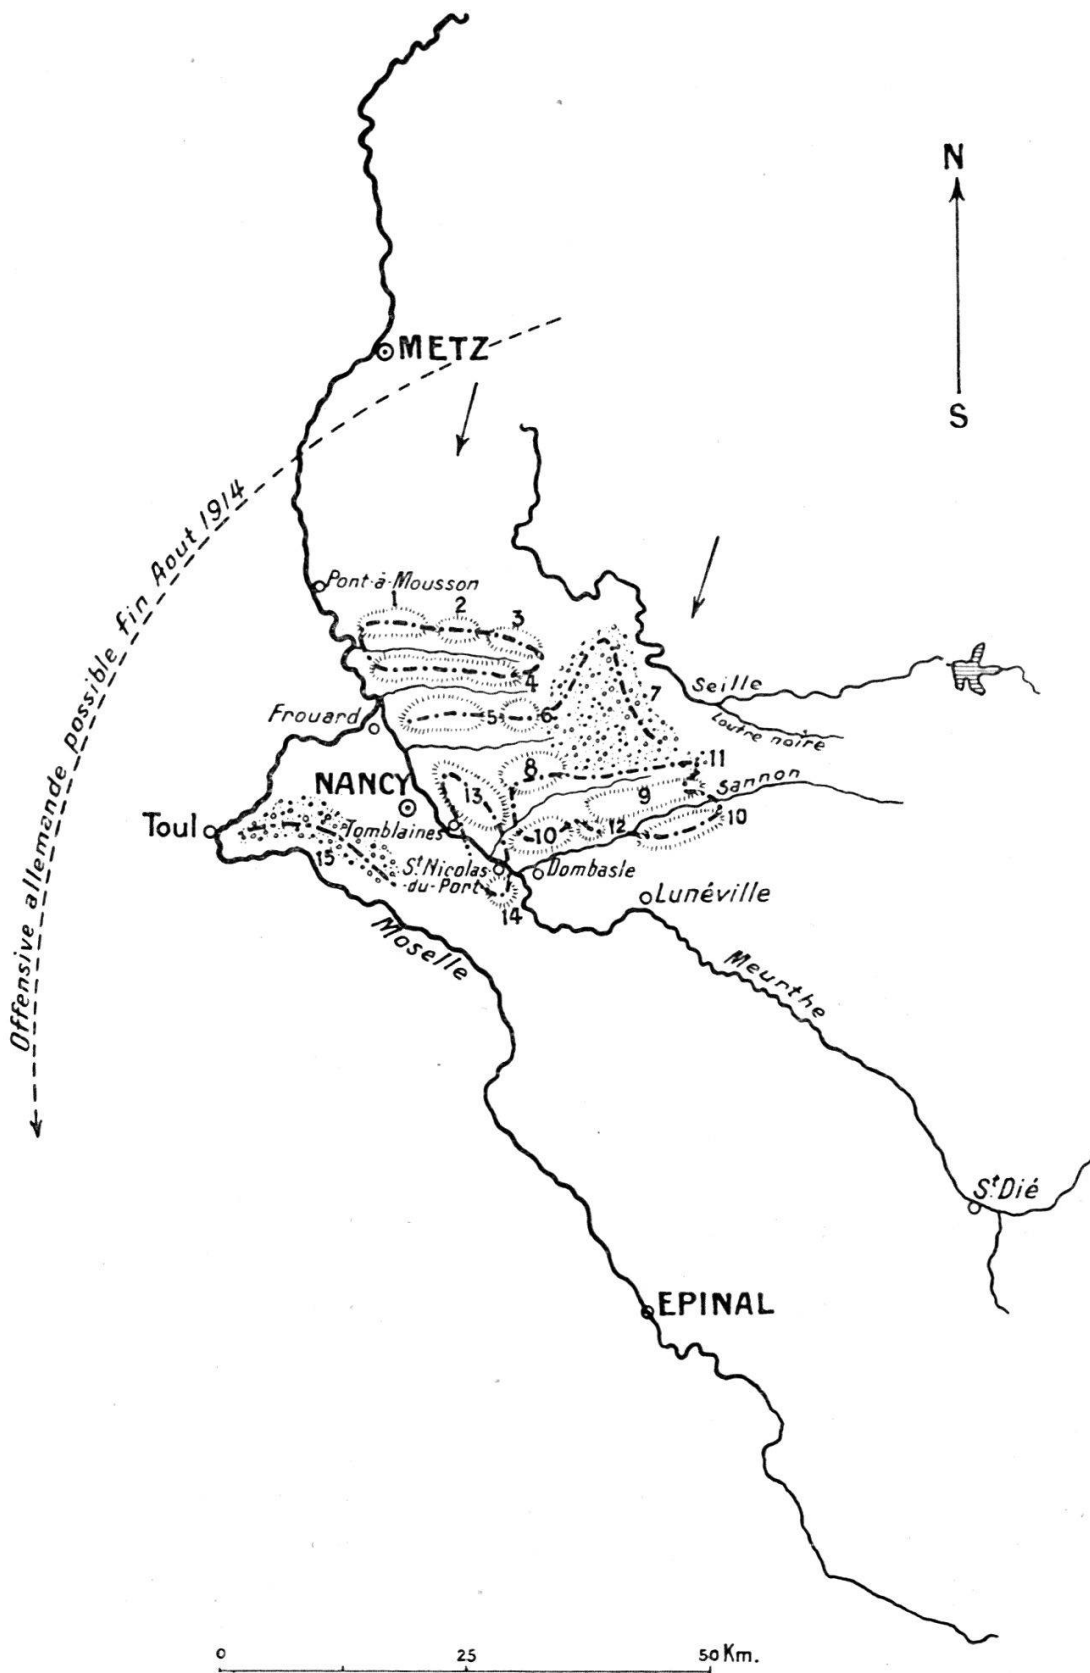 N
METZ
S
Offensive allemande possible fin Aout 1914
Pont-à-Mousson
1
2
3
4
Seille
7
5
6
Frouard
Loutre noire
11
8
Sannon
NANCY
13
9
Toul
Tomblaines
10
12
10
15
St Nicolas
-du-Port
Dombasle
14
Lunéville
Moselle
Meurthe
St Dié
EPINAL
0 25 50 Km.